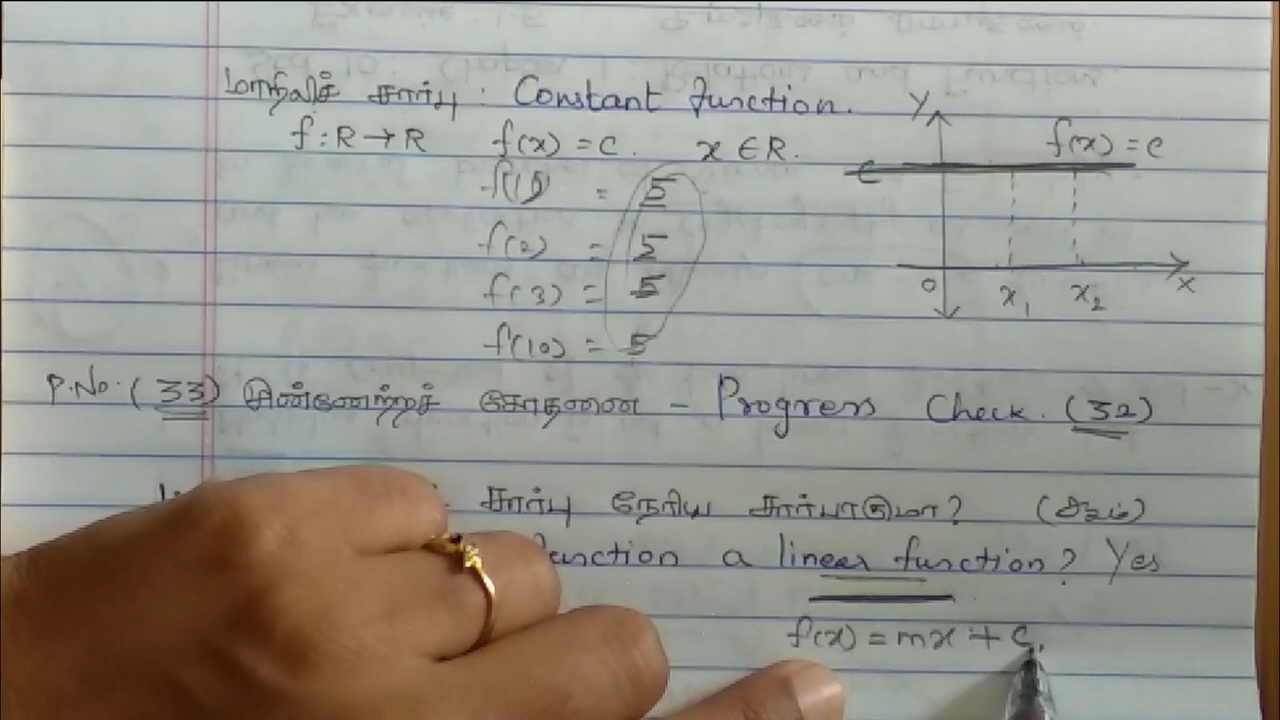 மாறிலிச் சார்பு : Constant Function.
f : R → R f(x) = C. x ∈ R.
f(1) = 5
f(2) = 5
f(3) = 5
f(10) = 5
Y
f(x) = c
C
0 x₁ x₂ X
P.No. (33) முன்னேற்றச் சோதனை - Progress Check. (32)
சார்பு நேரிய சார்பாகுமா? (ஆம்)
function a linear function? Yes
f(x) = mx + C.